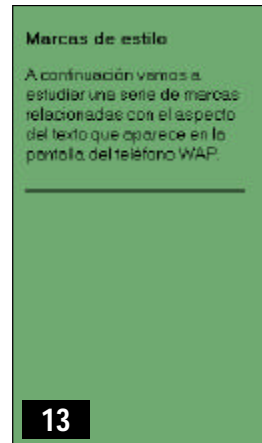 Marcas de estilo
A continuación vamos a
estudiar una serie de marcas
relacionadas con el aspecto
del texto que aparece en la
pantalla del teléfono WAP.
13